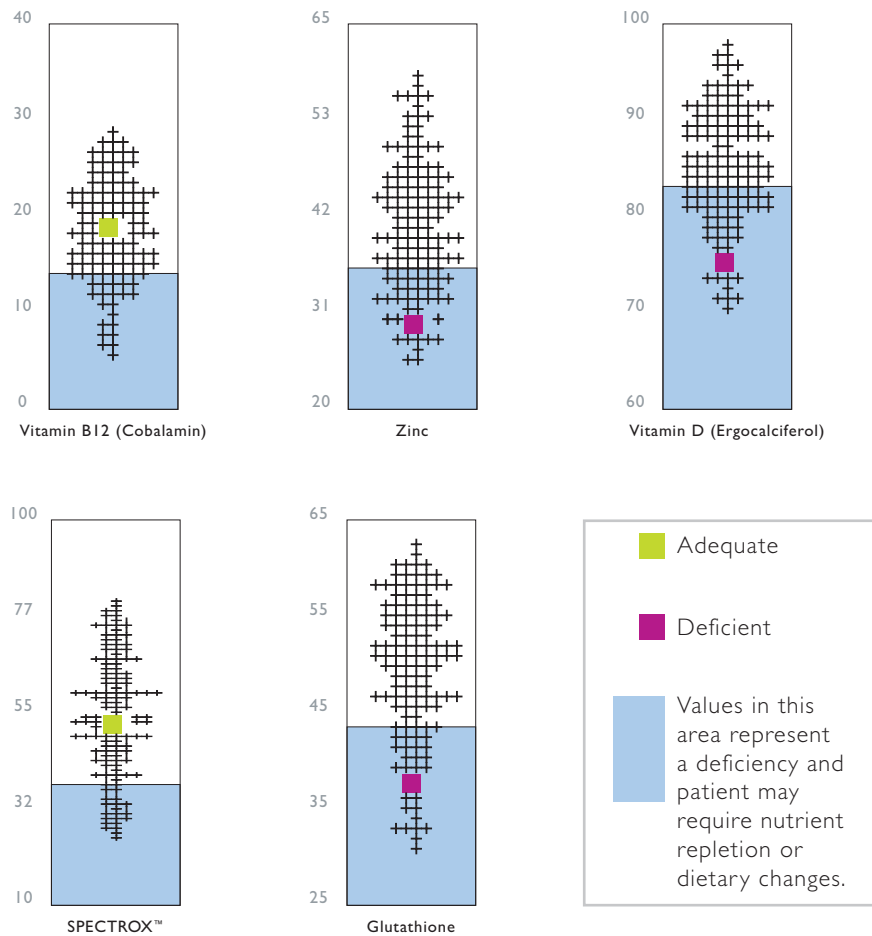 40
30
20
10
0
Vitamin B12 (Cobalamin)
65
53
42
31
20
Zinc
100
90
80
70
60
Vitamin D (Ergocalciferol)
100
77
55
32
10
SPECTROX™
65
55
45
35
25
Glutathione
Adequate
Deficient
Values in this
area represent
a deficiency and
patient may
require nutrient
repletion or
dietary changes.